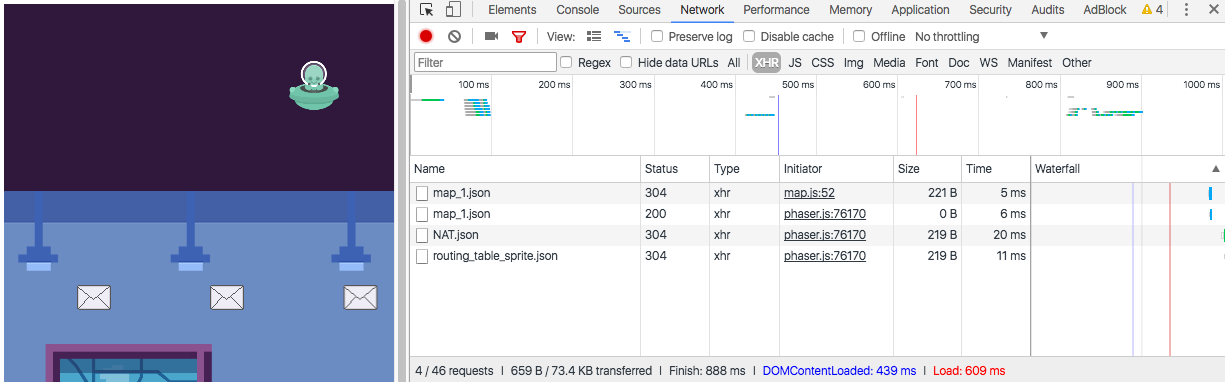 Elements Console Sources Network Performance Memory Application Security Audits AdBlock 4
View: Preserve log Disable cache Offline No throttling
Filter Regex Hide data URLs All XHR JS CSS Img Media Font Doc WS Manifest Other
100 ms 200 ms 300 ms 400 ms 500 ms 600 ms 700 ms 800 ms 900 ms 1000 ms
Name Status Type Initiator Size Time Waterfall
map_1.json 304 xhr map.js:52 221 B 5 ms
map_1.json 200 xhr phaser.js:76170 0 B 6 ms
NAT.json 304 xhr phaser.js:76170 219 B 20 ms
routing_table_sprite.json 304 xhr phaser.js:76170 219 B 11 ms
4 / 46 requests | 659 B / 73.4 KB transferred | Finish: 888 ms | DOMContentLoaded: 439 ms | Load: 609 ms